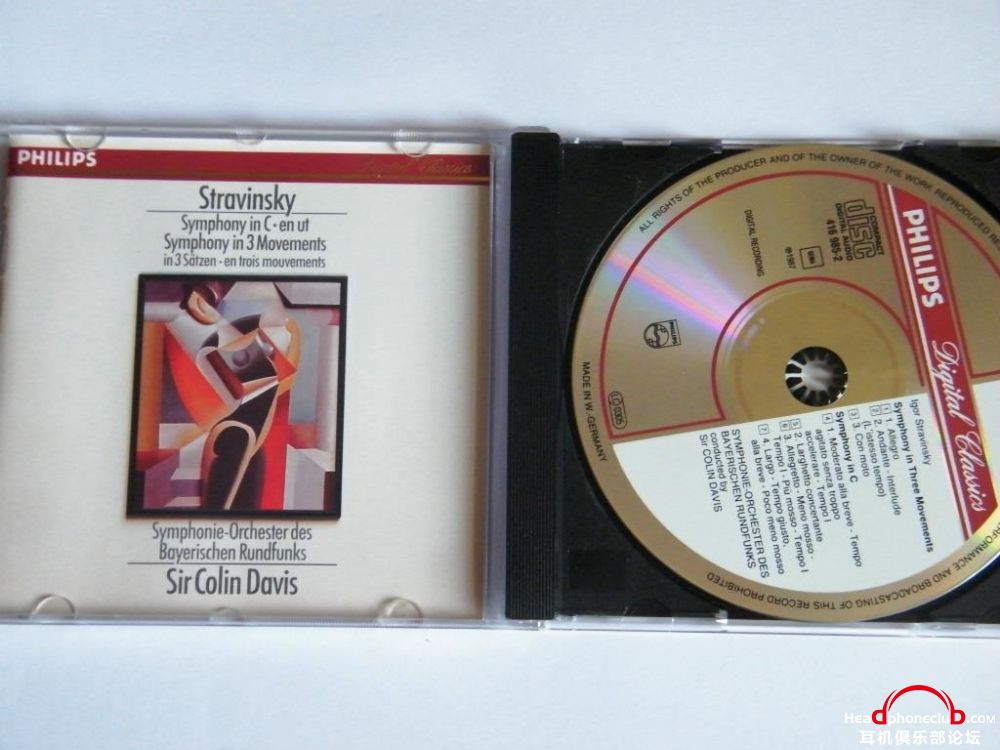 PHILIPS
Digital Classics
Stravinsky
Symphony in C · en ut
Symphony in 3 Movements
in 3 Sätzen · en trois mouvements
Symphonie-Orchester des
Bayerischen Rundfunks
Sir Colin Davis
ALL RIGHTS OF THE PRODUCER AND OF THE OWNER OF THE WORK REPRODUCED
PERFORMANCE AND BROADCASTING OF THIS RECORD PROHIBITED
MADE IN W.-GERMANY
PHILIPS
Digital Classics
COMPACT
disc
DIGITAL AUDIO
416 985-2
℗1987
DIGITAL RECORDING
PHILIPS
LC 0305
Igor Stravinsky
Symphony in Three Movements
1 1. Allegro
2 2. Andante - Interlude
(L'istesso tempo)
3 3. Con moto
Symphony in C
4 1. Moderato alla breve - Tempo
agitato senza troppo
accelerare - Tempo I
5 2. Larghetto concertante
6 3. Allegretto - Meno mosso -
Tempo I - Più mosso - Tempo I
7 4. Largo - Tempo giusto,
alla breve - Poco meno mosso
SYMPHONIE-ORCHESTER DES
BAYERISCHEN RUNDFUNKS
conducted by
Sir COLIN DAVIS
Headphoneclub.com
耳机俱乐部论坛